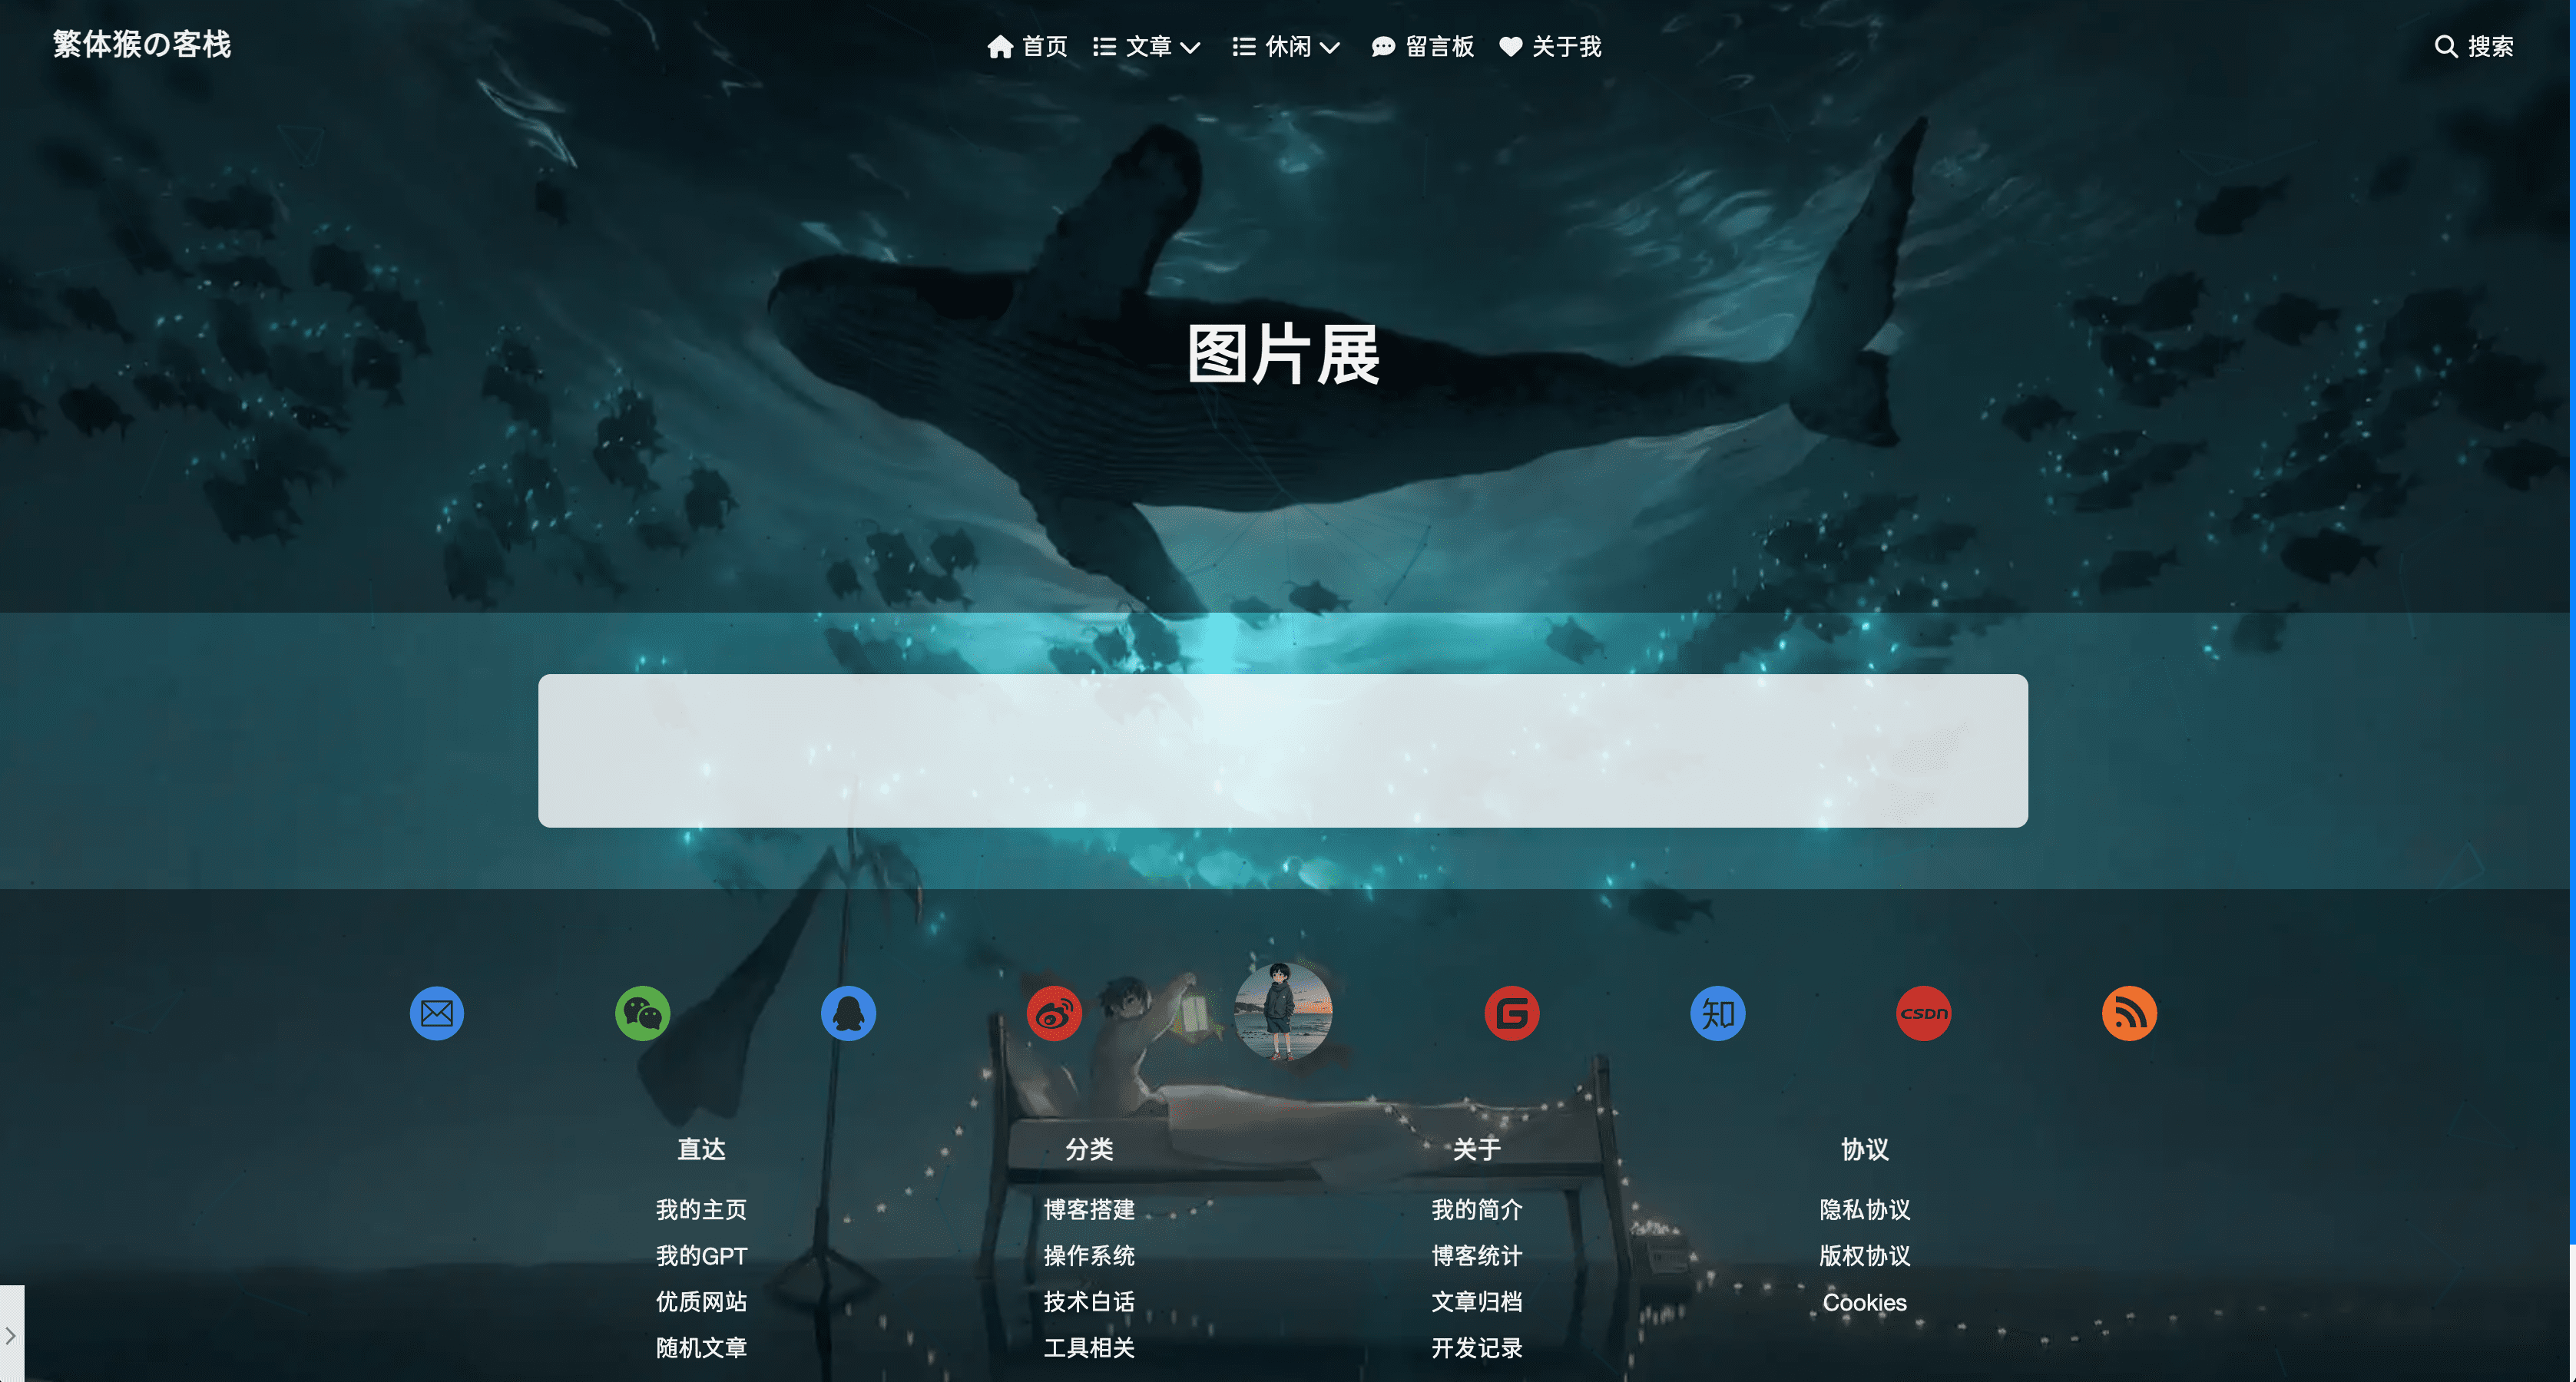 繁体猴の客栈
首页 文章 休闲 留言板 关于我
搜索
图片展
知
CSDN
直达
我的主页
我的GPT
优质网站
随机文章
分类
博客搭建
操作系统
技术白话
工具相关
关于
我的简介
博客统计
文章归档
开发记录
协议
隐私协议
版权协议
Cookies